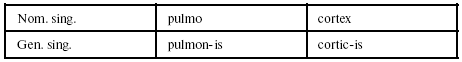 Nom. sing. pulmo cortex
Gen. sing. pulmon-is cortic-is